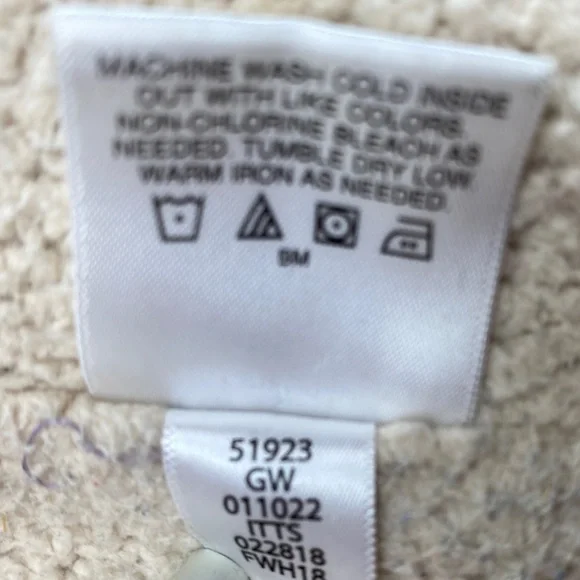 MACHINE WASH COLD INSIDE
OUT WITH LIKE COLORS.
NON-CHLORINE BLEACH AS
NEEDED. TUMBLE DRY LOW.
WARM IRON AS NEEDED.
BM
51923
GW
011022
ITTS
022818
FWH18